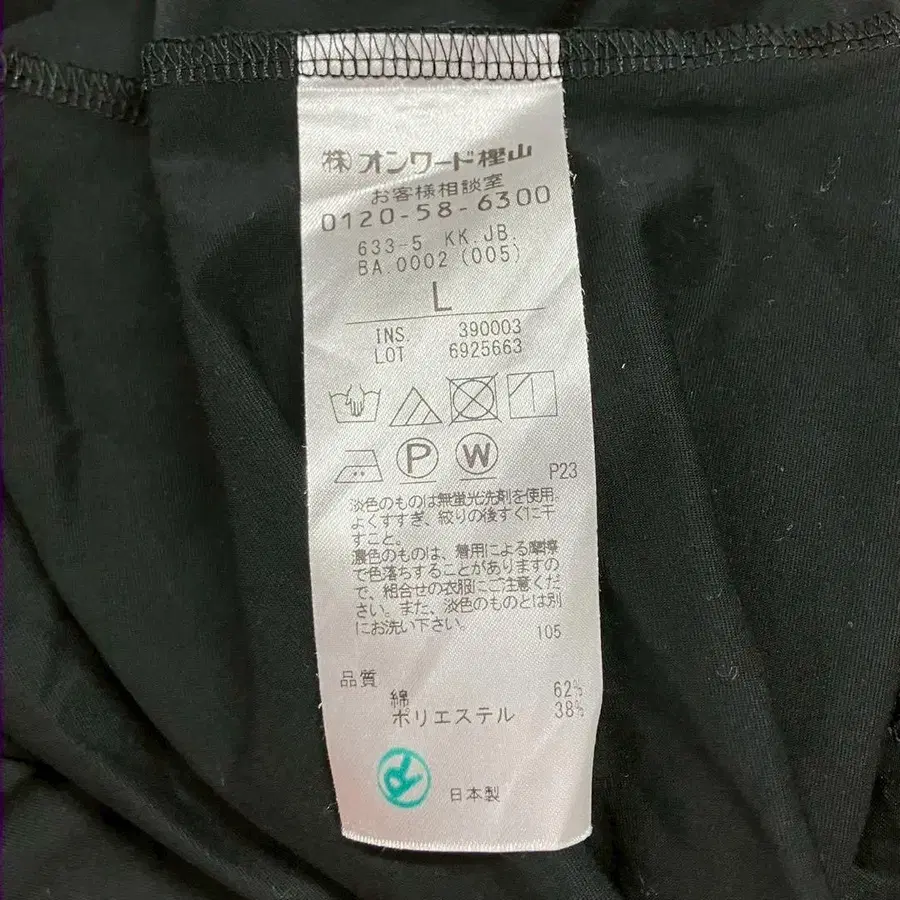 ㈱オンワード樫山
お客様相談室
0120-58-6300
633-5 KK.JB.
BA.0002 (005)
L
INS. 390003
LOT 6925663
P
W
P23
淡色のものは無蛍光洗剤を使用。
よくすすぎ、絞りの後すぐに干
すこと。
濃色のものは、着用による摩擦
で色落ちすることがありますの
で、組合せの衣服にご注意くだ
さい。また、淡色のものとは別
にお洗い下さい。
105
品質
綿 62%
ポリエステル 38%
R
日本製